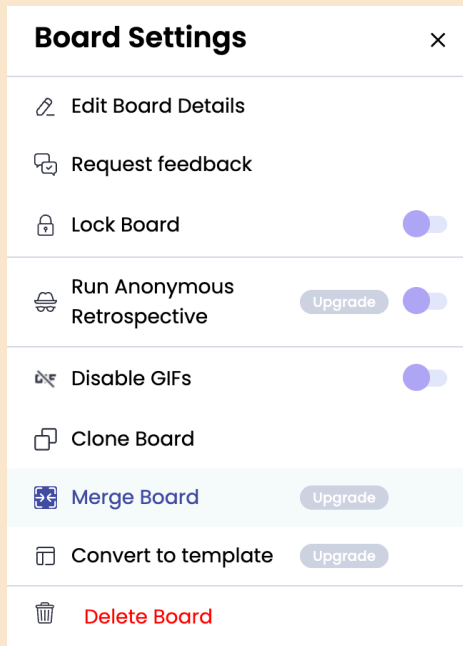 Board Settings
Edit Board Details
Request feedback
Lock Board
Run Anonymous
Retrospective
Upgrade
GIF
Disable GIFs
Clone Board
Merge Board
Upgrade
Convert to template
Upgrade
Delete Board